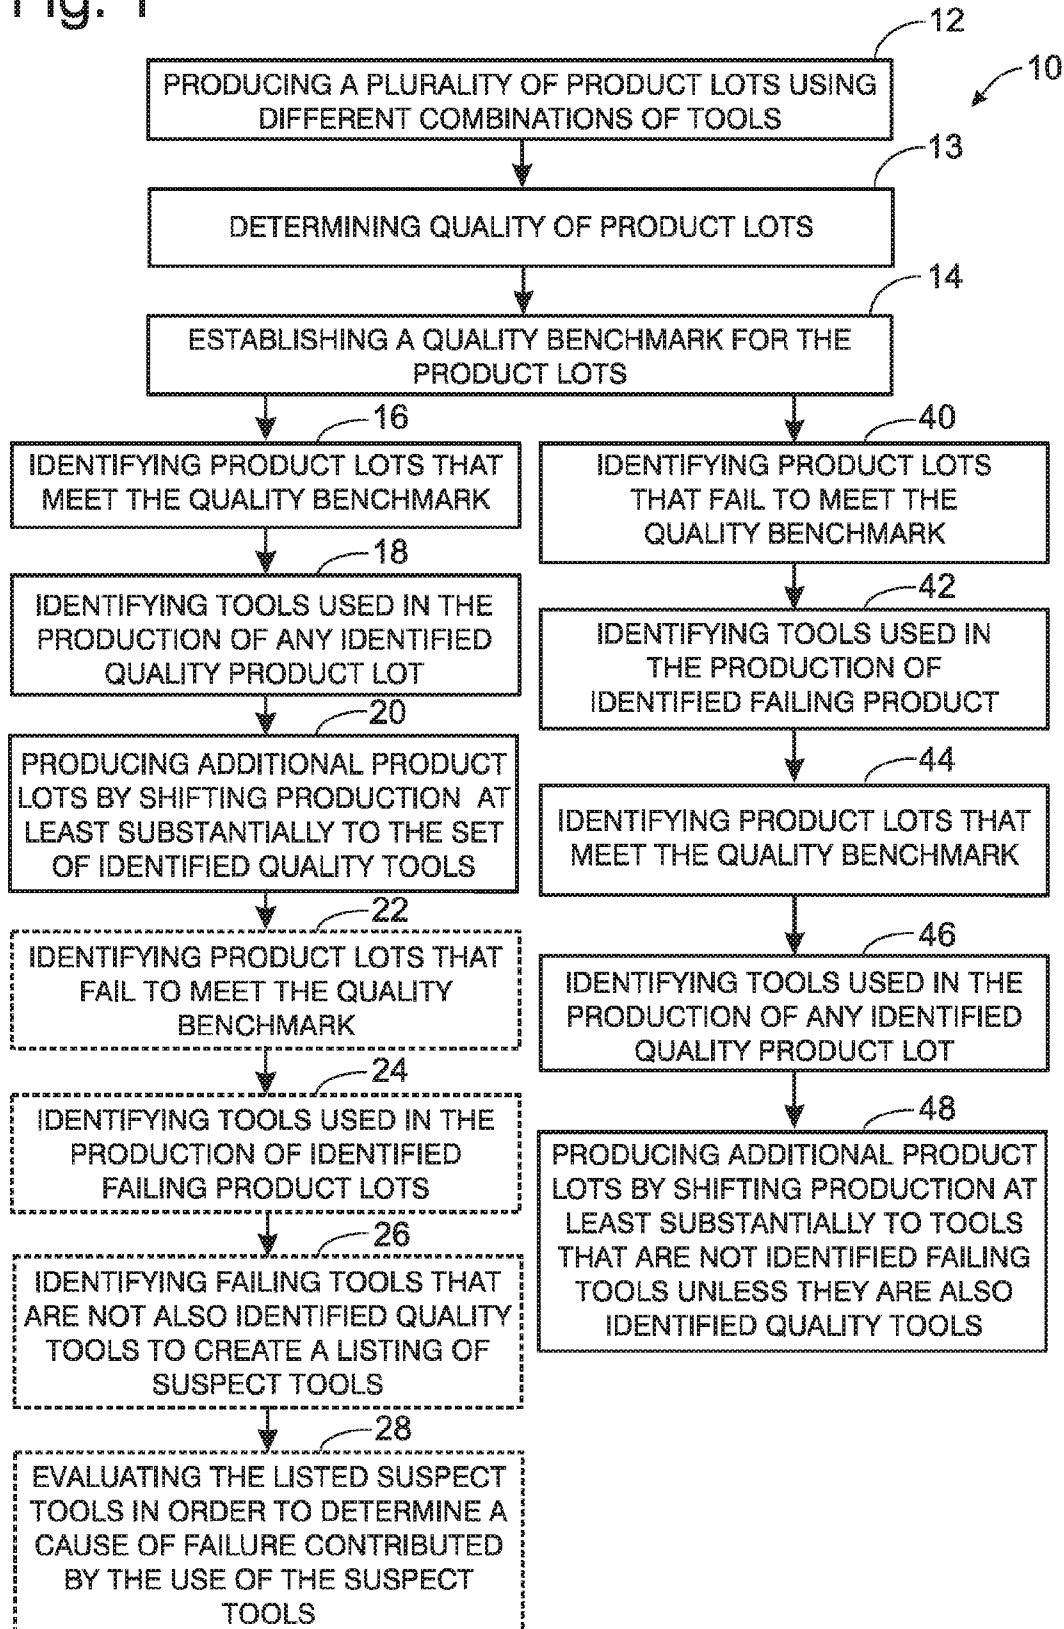 Fig. 1
12
10
PRODUCING A PLURALITY OF PRODUCT LOTS USING
DIFFERENT COMBINATIONS OF TOOLS
13
DETERMINING QUALITY OF PRODUCT LOTS
14
ESTABLISHING A QUALITY BENCHMARK FOR THE
PRODUCT LOTS
16
IDENTIFYING PRODUCT LOTS THAT
MEET THE QUALITY BENCHMARK
18
IDENTIFYING TOOLS USED IN THE
PRODUCTION OF ANY IDENTIFIED
QUALITY PRODUCT LOT
20
PRODUCING ADDITIONAL PRODUCT
LOTS BY SHIFTING PRODUCTION AT
LEAST SUBSTANTIALLY TO THE SET
OF IDENTIFIED QUALITY TOOLS
22
IDENTIFYING PRODUCT LOTS THAT
FAIL TO MEET THE QUALITY
BENCHMARK
24
IDENTIFYING TOOLS USED IN THE
PRODUCTION OF IDENTIFIED
FAILING PRODUCT LOTS
26
IDENTIFYING FAILING TOOLS THAT
ARE NOT ALSO IDENTIFIED QUALITY
TOOLS TO CREATE A LISTING OF
SUSPECT TOOLS
28
EVALUATING THE LISTED SUSPECT
TOOLS IN ORDER TO DETERMINE A
CAUSE OF FAILURE CONTRIBUTED
BY THE USE OF THE SUSPECT
TOOLS
40
IDENTIFYING PRODUCT LOTS
THAT FAIL TO MEET THE
QUALITY BENCHMARK
42
IDENTIFYING TOOLS USED IN
THE PRODUCTION OF
IDENTIFIED FAILING PRODUCT
44
IDENTIFYING PRODUCT LOTS THAT
MEET THE QUALITY BENCHMARK
46
IDENTIFYING TOOLS USED IN THE
PRODUCTION OF ANY IDENTIFIED
QUALITY PRODUCT LOT
48
PRODUCING ADDITIONAL PRODUCT
LOTS BY SHIFTING PRODUCTION AT
LEAST SUBSTANTIALLY TO TOOLS
THAT ARE NOT IDENTIFIED FAILING
TOOLS UNLESS THEY ARE ALSO
IDENTIFIED QUALITY TOOLS